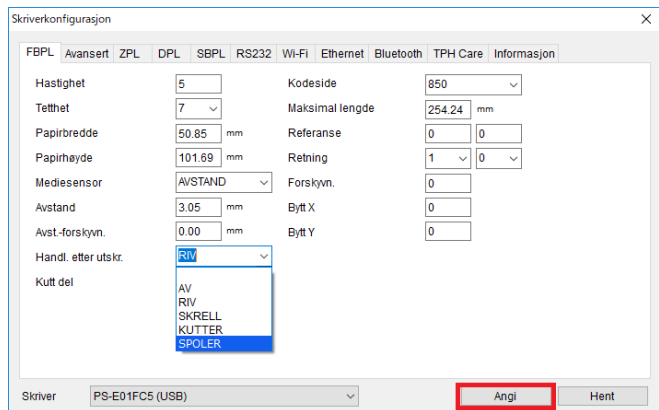 Skriverkonfigurasjon
FBPL Avansert ZPL DPL SBPL RS232 Wi-Fi Ethernet Bluetooth TPH Care Informasjon
Hastighet 5 Kodeside 850
Tetthet 7 Maksimal lengde 254.24 mm
Papirbredde 50.85 mm Referanse 0 0
Papirhøyde 101.69 mm Retning 1 0
Mediesensor AVSTAND Forskyvn. 0
Avstand 3.05 mm Bytt X 0
Avst.-forskyvn. 0.00 mm Bytt Y 0
Handl. etter utskr. RIV
Kutt del
AV
RIV
SKRELL
KUTTER
SPOLER
Skriver PS-E01FC5 (USB) Angi Hent